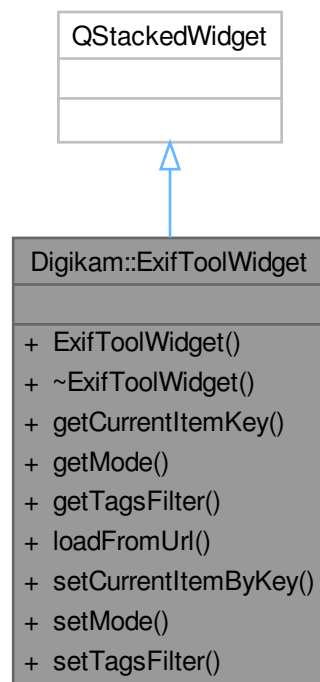 QStackedWidget
Digikam::ExifToolWidget
+ ExifToolWidget()
+ ~ExifToolWidget()
+ getCurrentItemKey()
+ getMode()
+ getTagsFilter()
+ loadFromUrl()
+ setCurrentItemByKey()
+ setMode()
+ setTagsFilter()